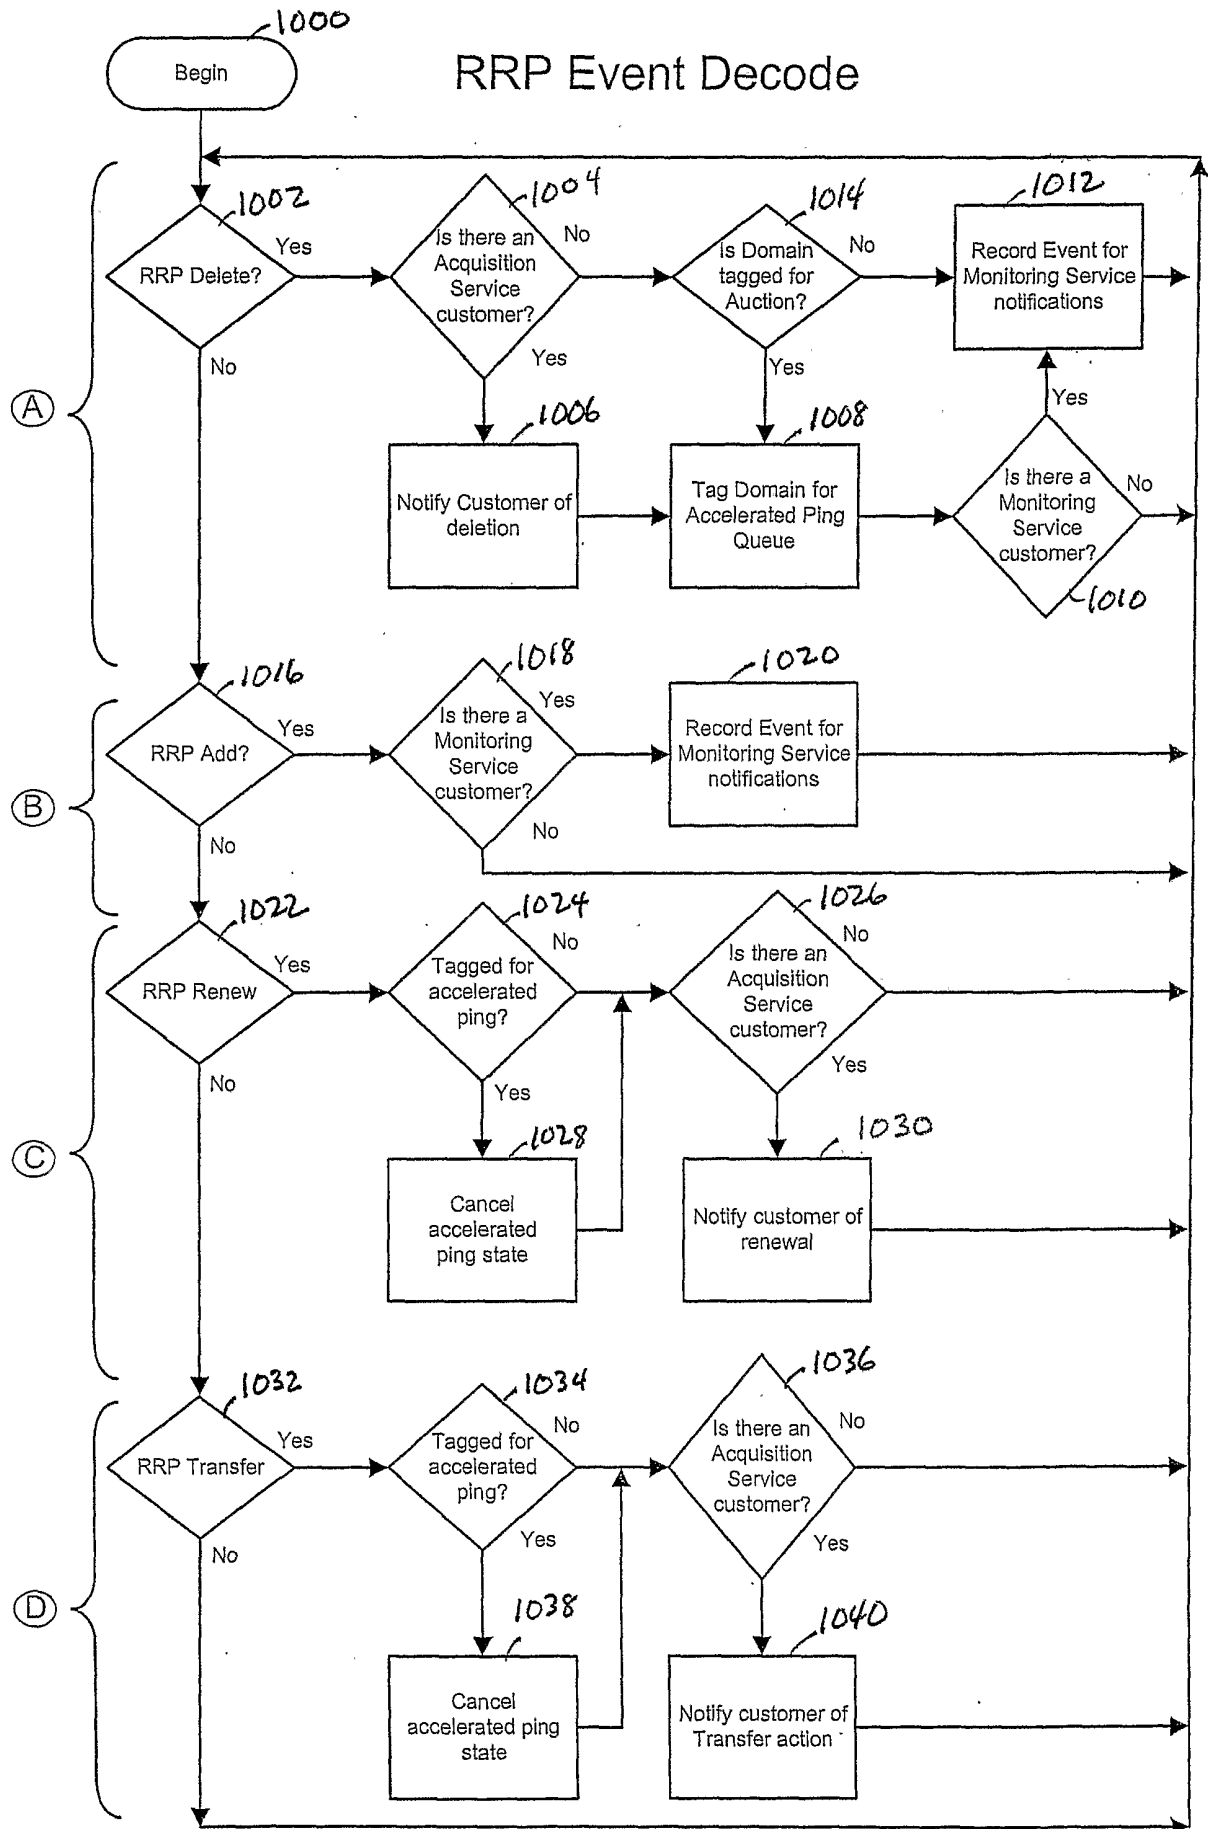 1000
Begin
RRP Event Decode
A
1002
RRP Delete?
Yes
No
1004
Is there an
Acquisition
Service
customer?
No
Yes
1014
Is Domain
tagged for
Auction?
No
Yes
1012
Record Event for
Monitoring Service
notifications
1006
Notify Customer of
deletion
1008
Tag Domain for
Accelerated Ping
Queue
Yes
Is there a
Monitoring
Service
customer?
No
1010
B
1016
RRP Add?
Yes
No
1018
Is there a
Monitoring
Service
customer?
Yes
No
1020
Record Event for
Monitoring Service
notifications
C
1022
RRP Renew
Yes
No
1024
Tagged for
accelerated
ping?
No
Yes
1026
Is there an
Acquisition
Service
customer?
No
Yes
1028
Cancel
accelerated
ping state
1030
Notify customer of
renewal
D
1032
RRP Transfer
Yes
No
1034
Tagged for
accelerated
ping?
No
Yes
1036
Is there an
Acquisition
Service
customer?
No
Yes
1038
Cancel
accelerated ping
state
1040
Notify customer of
Transfer action